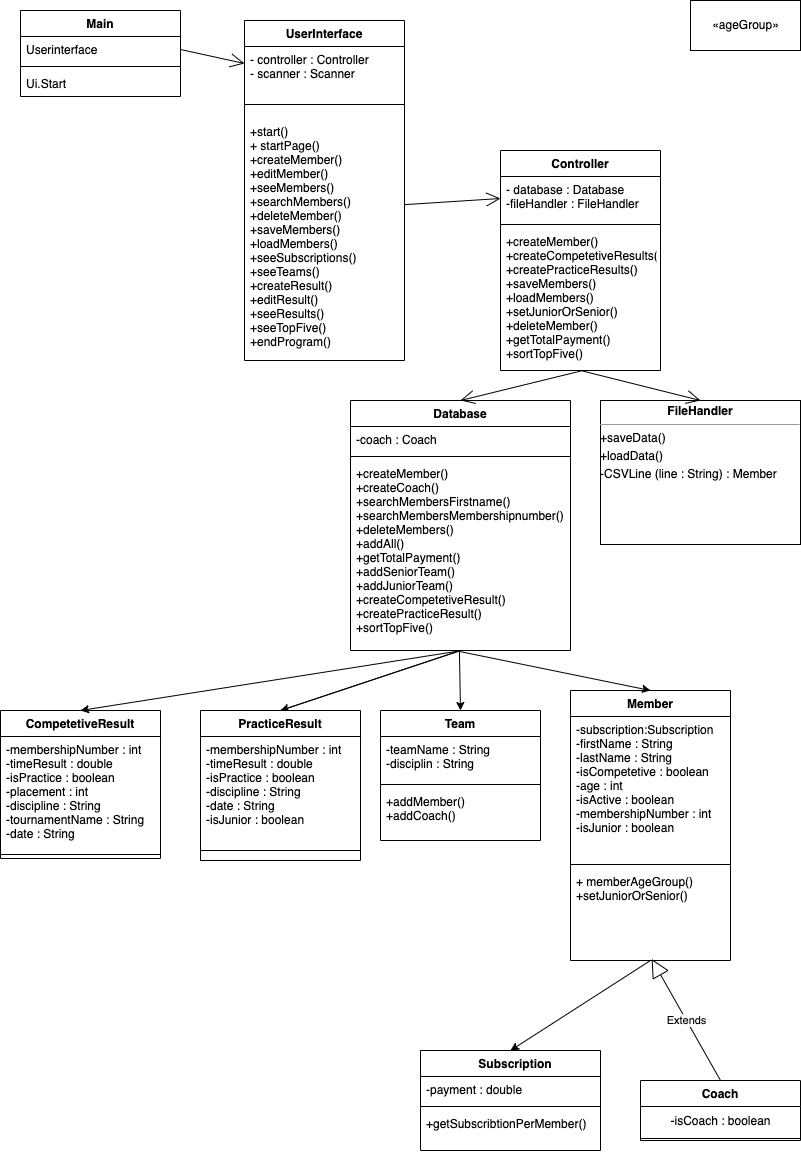 Main
Userinterface
Ui.Start
UserInterface
- controller : Controller
- scanner : Scanner
+start()
+ startPage()
+createMember()
+editMember()
+seeMembers()
+searchMembers()
+deleteMember()
+saveMembers()
+loadMembers()
+seeSubscriptions()
+seeTeams()
+createResult()
+editResult()
+seeResults()
+seeTopFive()
+endProgram()
«ageGroup»
Controller
- database : Database
-fileHandler : FileHandler
+createMember()
+createCompetetiveResults(
+createPracticeResults()
+saveMembers()
+loadMembers()
+setJuniorOrSenior()
+deleteMember()
+getTotalPayment()
+sortTopFive()
Database
-coach : Coach
+createMember()
+createCoach()
+searchMembersFirstname()
+searchMembersMembershipnumber()
+deleteMembers()
+addAll()
+getTotalPayment()
+addSeniorTeam()
+addJuniorTeam()
+createCompetetiveResult()
+createPracticeResult()
+sortTopFive()
FileHandler
+saveData()
+loadData()
-CSVLine (line : String) : Member
CompetetiveResult
-membershipNumber : int
-timeResult : double
-isPractice : boolean
-placement : int
-discipline : String
-tournamentName : String
-date : String
PracticeResult
-membershipNumber : int
-timeResult : double
-isPractice : boolean
-discipline : String
-date : String
-isJunior : boolean
Team
-teamName : String
-disciplin : String
+addMember()
+addCoach()
Member
-subscription:Subscription
-firstName : String
-lastName : String
-isCompetetive : boolean
-age : int
-isActive : boolean
-membershipNumber : int
-isJunior : boolean
+ memberAgeGroup()
+setJuniorOrSenior()
Extends
Subscription
-payment : double
+getSubscribtionPerMember()
Coach
-isCoach : boolean